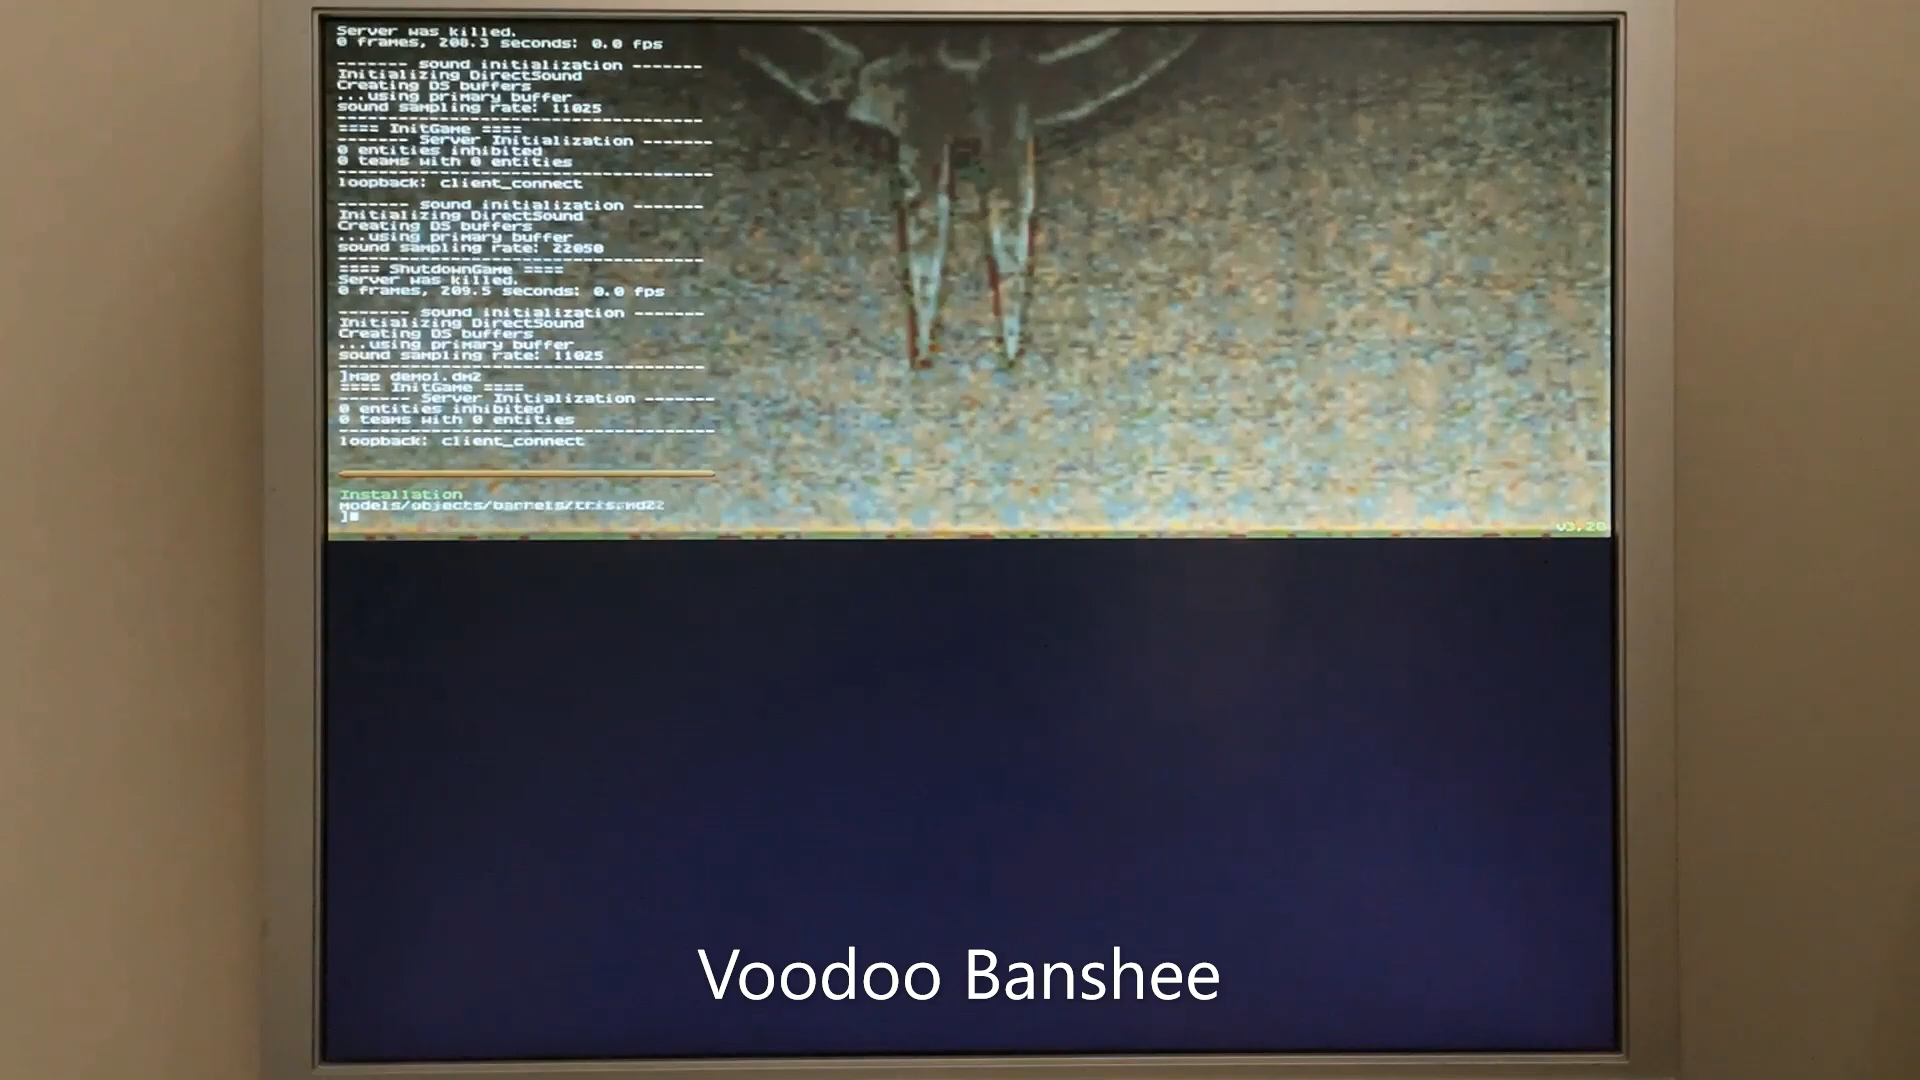 Server was killed.
0 frames, 208.3 seconds: 0.0 fps
------- sound initialization -------
Initializing DirectSound
Creating DS buffers
...using primary buffer
sound sampling rate: 11025
------------------------------------
==== InitGame ====
------- Server Initialization -------
0 entities inhibited
0 teams with 0 entities
-------------------------------------
loopback: client_connect
------- sound initialization -------
Initializing DirectSound
Creating DS buffers
...using primary buffer
sound sampling rate: 22050
------------------------------------
==== ShutdownGame ====
Server was killed.
0 frames, 209.5 seconds: 0.0 fps
------- sound initialization -------
Initializing DirectSound
Creating DS buffers
...using primary buffer
sound sampling rate: 11025
------------------------------------
]map demo1.dm2
==== InitGame ====
------- Server Initialization -------
0 entities inhibited
0 teams with 0 entities
-------------------------------------
loopback: client_connect
Installation
models/objects/barrels/tris.md22
]
v3.20
Voodoo Banshee